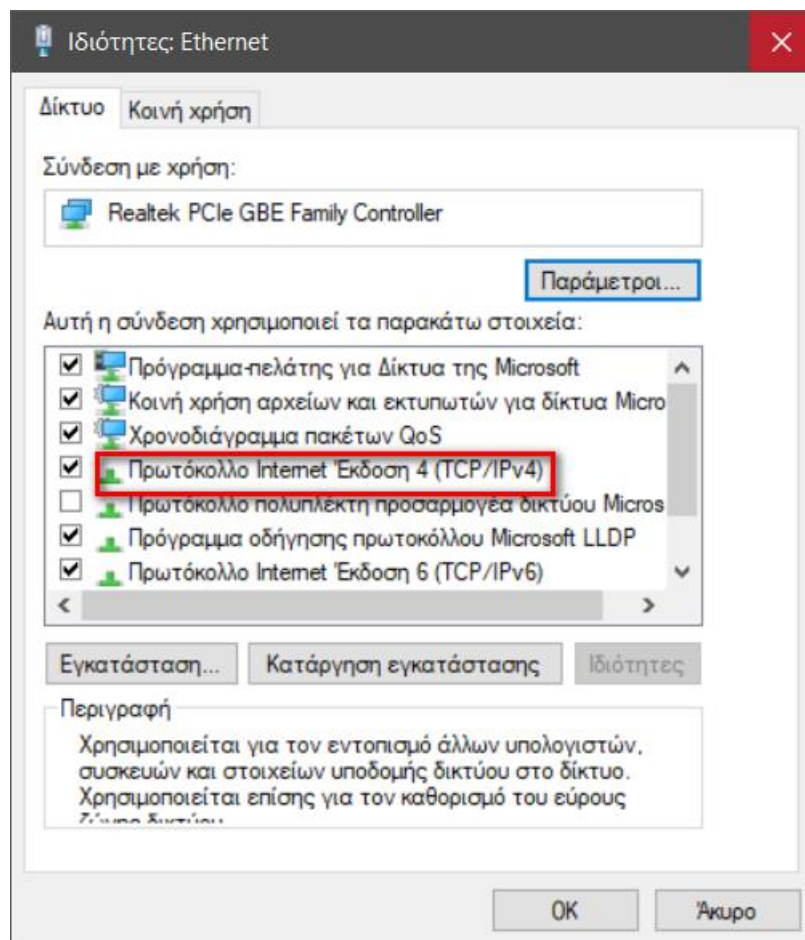 Ιδιότητες: Ethernet
Δίκτυο
Κοινή χρήση
Σύνδεση με χρήση:
Realtek PCIe GBE Family Controller
Παράμετροι...
Αυτή η σύνδεση χρησιμοποιεί τα παρακάτω στοιχεία:
Πρόγραμμα-πελάτης για Δίκτυα της Microsoft
Κοινή χρήση αρχείων και εκτυπωτών για δίκτυα Micro
Χρονοδιάγραμμα πακέτων QoS
Πρωτόκολλο Internet Έκδοση 4 (TCP/IPv4)
Πρωτόκολλο πολυπλέκτη προσαρμογέα δικτύου Micros
Πρόγραμμα οδήγησης πρωτοκόλλου Microsoft LLDP
Πρωτόκολλο Internet Έκδοση 6 (TCP/IPv6)
Εγκατάσταση...
Κατάργηση εγκατάστασης
Ιδιότητες
Περιγραφή
Χρησιμοποιείται για τον εντοπισμό άλλων υπολογιστών,
συσκευών και στοιχείων υποδομής δικτύου στο δίκτυο.
Χρησιμοποιείται επίσης για τον καθορισμό του εύρους
ζώνης δικτύου
OK
Άκυρο